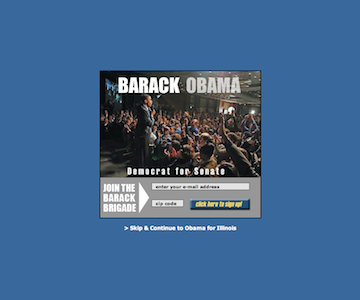 BARACK OBAMA
Democrat for Senate
JOIN THE
BARACK
BRIGADE
enter your e-mail address
zip code
click here to sign up!
> Skip & Continue to Obama for Illinois